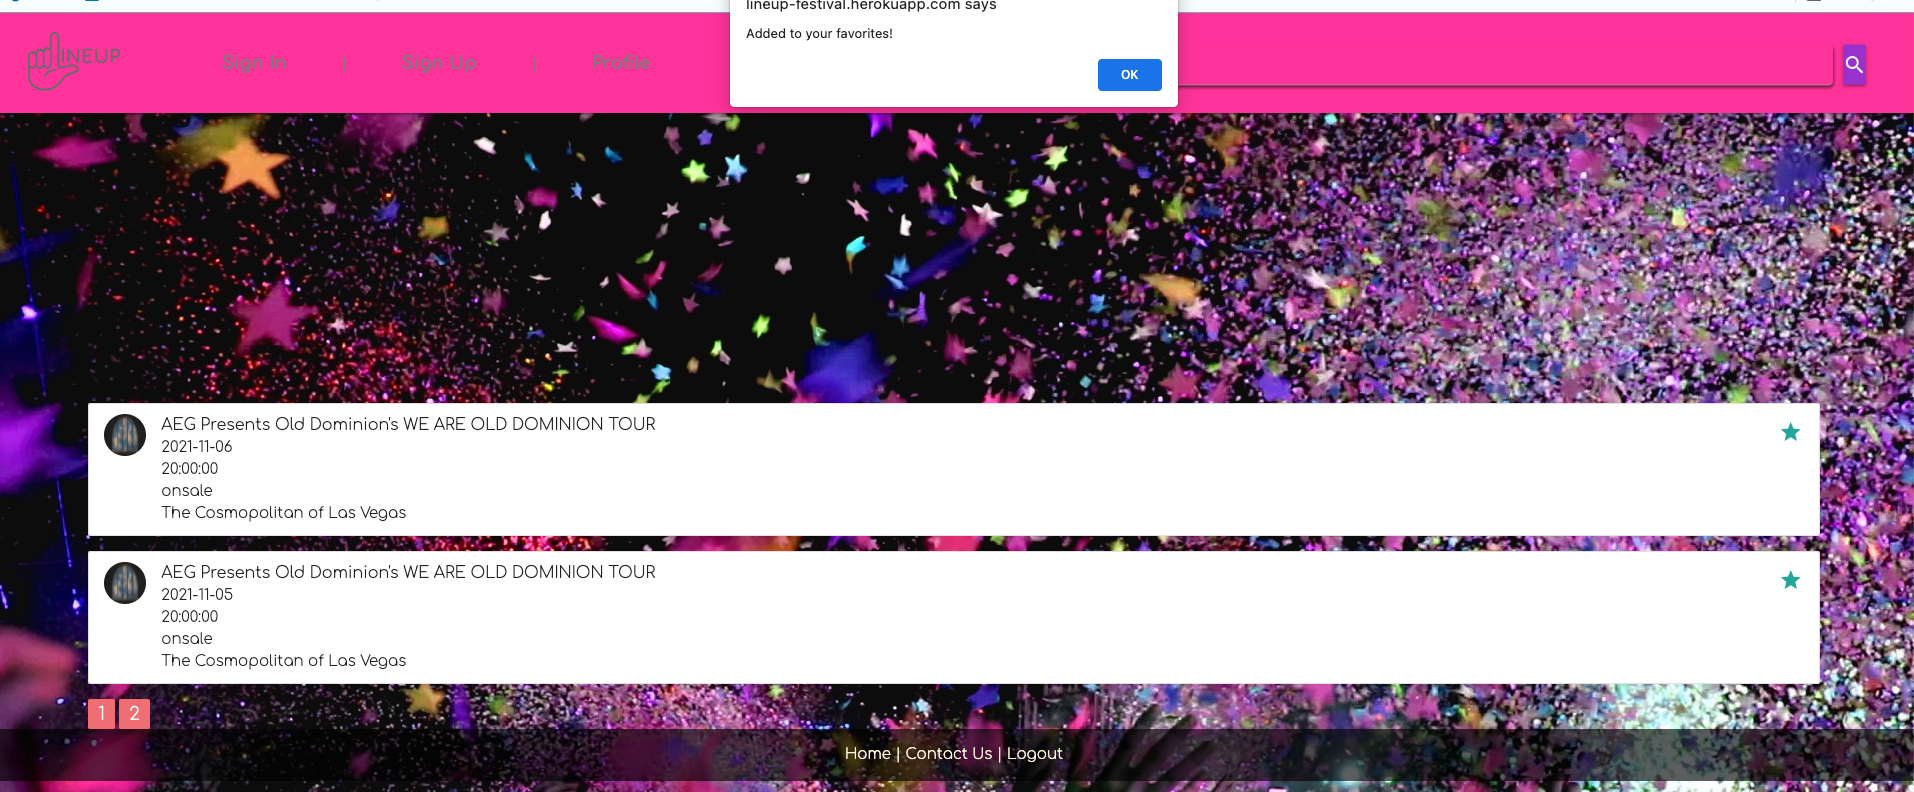 lineup-festival.herokuapp.com says
Added to your favorites!
OK
LINEUP
Sign In | Sign Up | Profile
AEG Presents Old Dominion's WE ARE OLD DOMINION TOUR
2021-11-06
20:00:00
onsale
The Cosmopolitan of Las Vegas
AEG Presents Old Dominion's WE ARE OLD DOMINION TOUR
2021-11-05
20:00:00
onsale
The Cosmopolitan of Las Vegas
1 2
Home | Contact Us | Logout